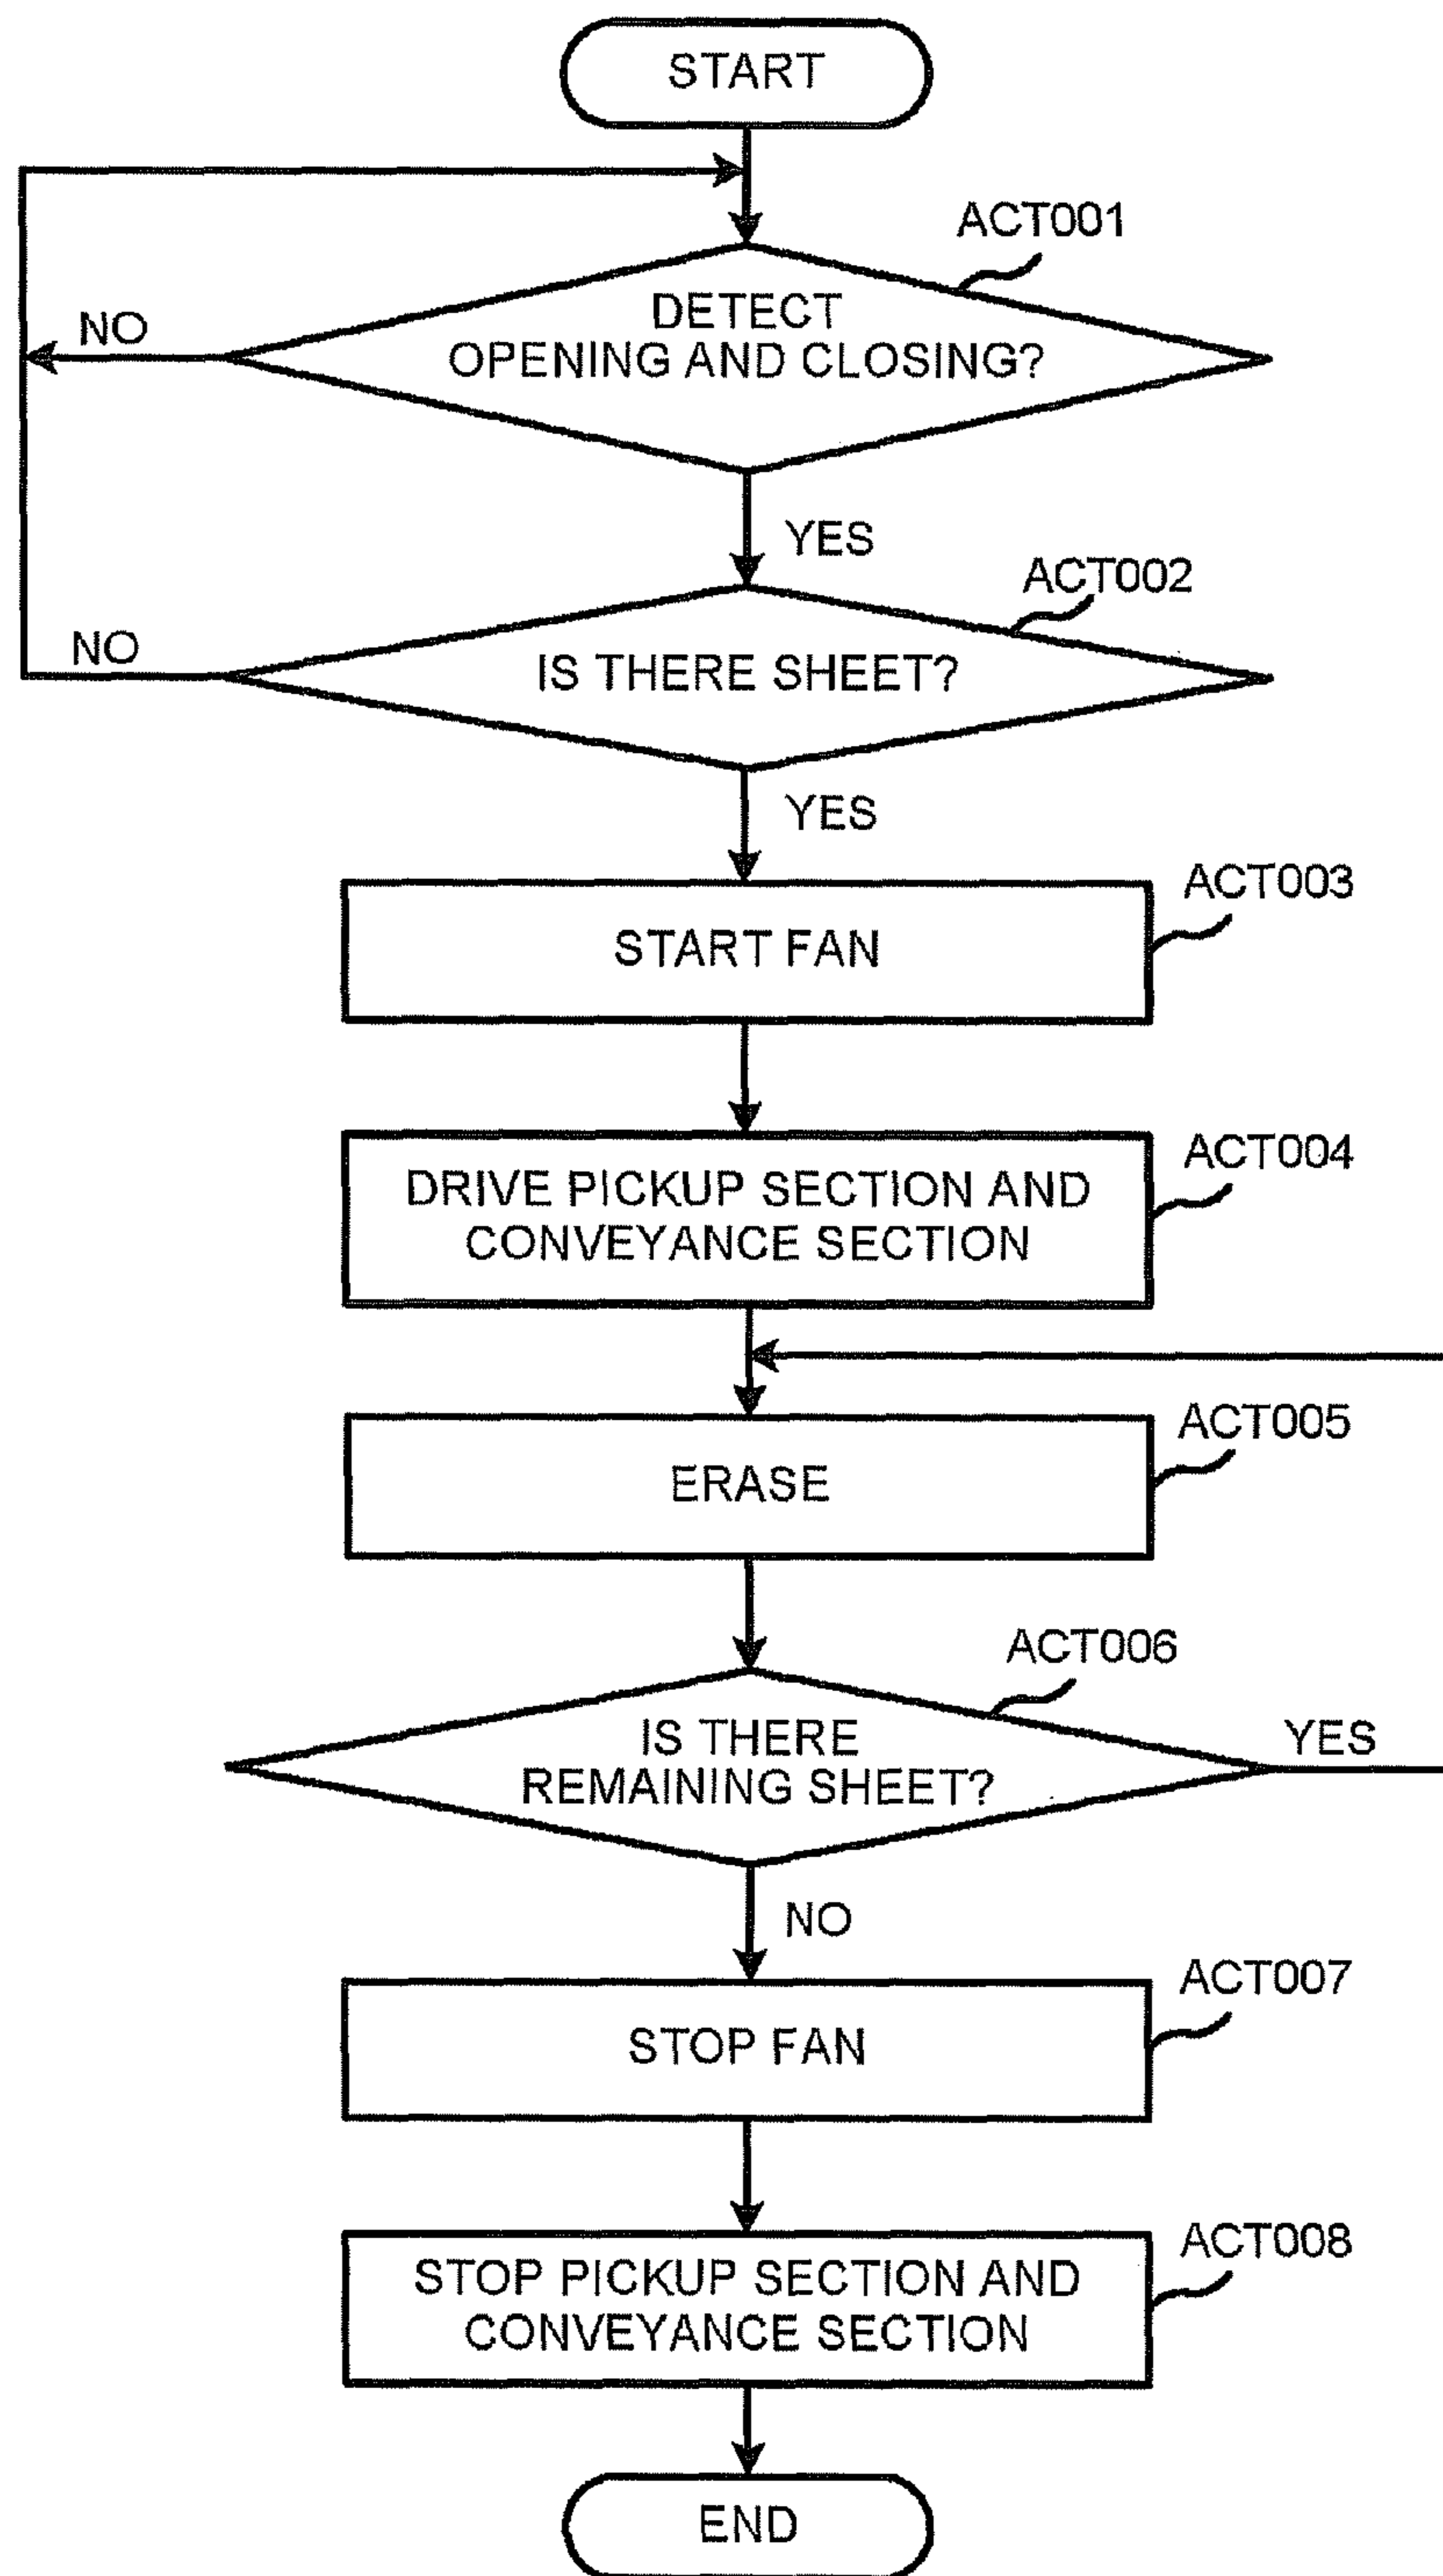 START
ACT001
DETECT
OPENING AND CLOSING?
NO
YES
ACT002
IS THERE SHEET?
NO
YES
ACT003
START FAN
ACT004
DRIVE PICKUP SECTION AND
CONVEYANCE SECTION
ACT005
ERASE
ACT006
IS THERE
REMAINING SHEET?
YES
NO
ACT007
STOP FAN
ACT008
STOP PICKUP SECTION AND
CONVEYANCE SECTION
END